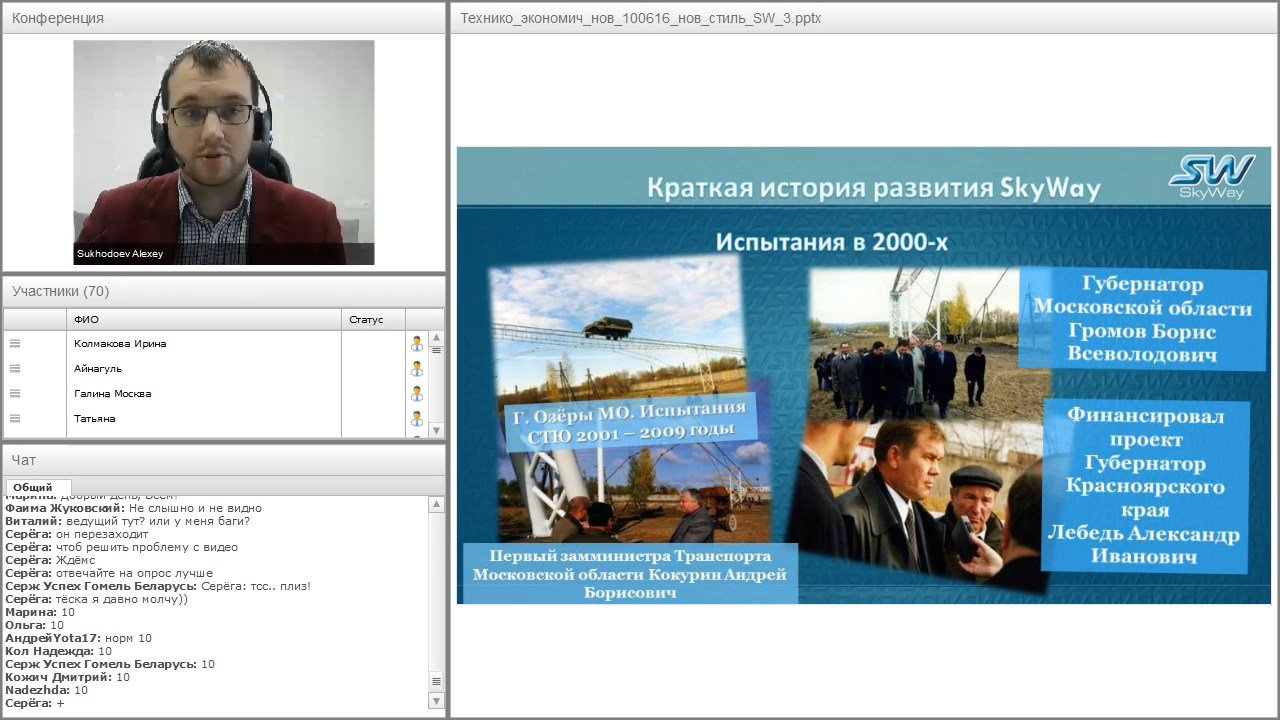 Конференция
Sukhodoev Alexey
Участники (70)
ФИО
Статус
Колмакова Ирина
Айнагуль
Галина Москва
Татьяна
Чат
Общий
Марина: Добрый день, Всем!
Фаима Жуковский: Не слышно и не видно
Виталий: ведущий тут? или у меня баги?
Серёга: он перезаходит
Серёга: чтоб решить проблему с видео
Серёга: Ждёмс
Серёга: отвечайте на опрос лучше
Серж Успех Гомель Беларусь: Серёга: тсс.. плиз!
Серёга: тёска я давно молчу))
Марина: 10
Ольга: 10
АндрейYota17: норм 10
Кол Надежда: 10
Серж Успех Гомель Беларусь: 10
Кожич Дмитрий: 10
Nadezhda: 10
Серёга: +
Технико_экономич_нов_100616_нов_стиль_SW_3.pptx
Краткая история развития SkyWay
SW
SkyWay
Испытания в 2000-х
Г. Озёры МО. Испытания
СТЮ 2001 – 2009 годы
Первый замминистра Транспорта
Московской области Кокурин Андрей
Борисович
Губернатор
Московской области
Громов Борис
Всеволодович
Финансировал
проект
Губернатор
Красноярского
края
Лебедь Александр
Иванович